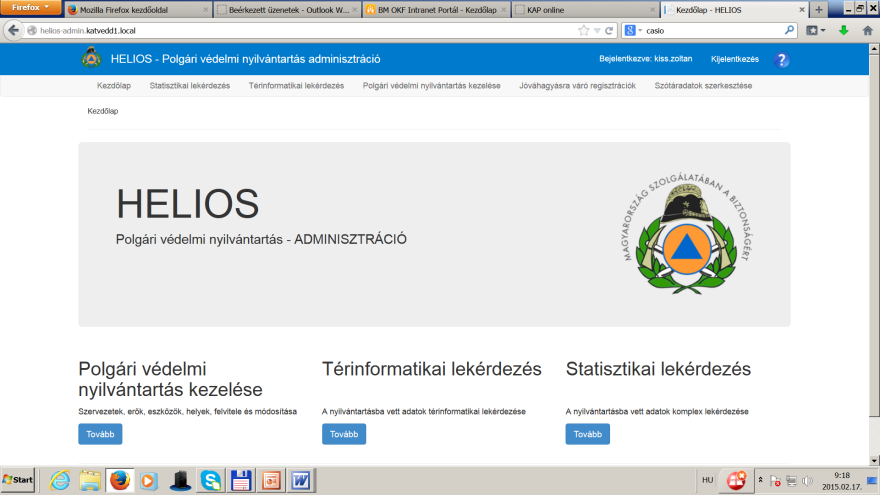 Firefox
Mozilla Firefox kezdőoldal
Beérkezett üzenetek - Outlook W...
BM OKF Intranet Portál - Kezdőlap
KAP online
Kezdőlap - HELIOS
helios-admin.katvedd1.local
casio
HELIOS - Polgári védelmi nyilvántartás adminisztráció
Bejelentkezve: kiss.zoltan
Kijelentkezés
Kezdőlap
Statisztikai lekérdezés
Térinformatikai lekérdezés
Polgári védelmi nyilvántartás kezelése
Jóváhagyásra váró regisztrációk
Szótáradatok szerkesztése
Kezdőlap
HELIOS
Polgári védelmi nyilvántartás - ADMINISZTRÁCIÓ
MAGYARORSZÁG SZOLGÁLATÁBAN A BIZTONSÁGÉRT
Polgári védelmi
nyilvántartás kezelése
Szervezetek, erők, eszközök, helyek, felvitele és módosítása
Tovább
Térinformatikai lekérdezés
A nyilvántartásba vett adatok térinformatikai lekérdezése
Tovább
Statisztikai lekérdezés
A nyilvántartásba vett adatok komplex lekérdezése
Tovább
Start
HU
9:18
2015.02.17.